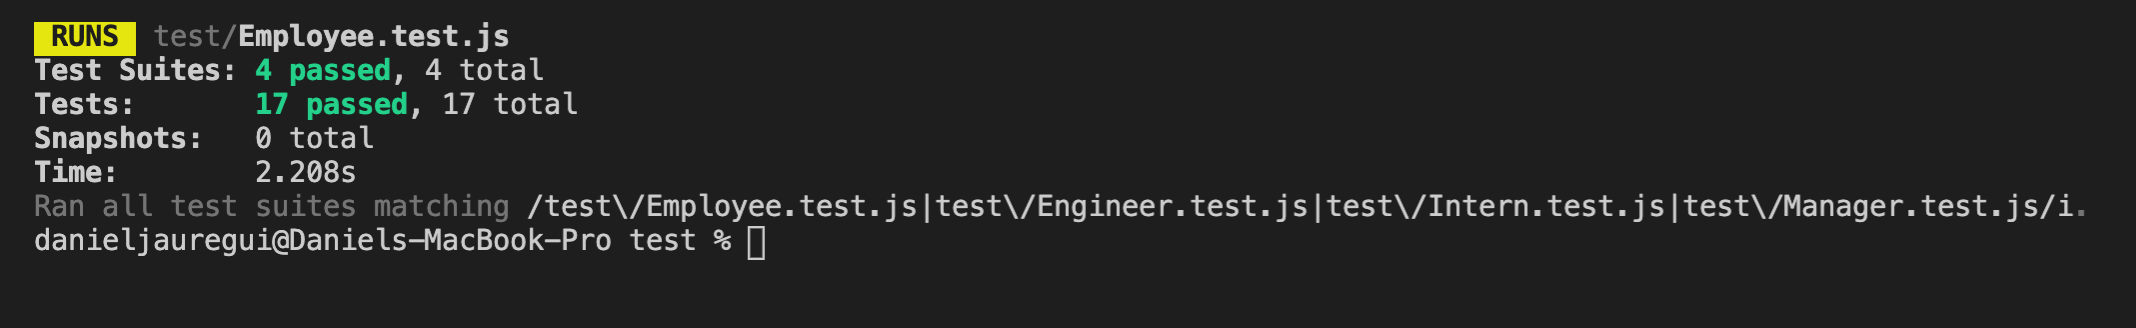 RUNS test/Employee.test.js
Test Suites: 4 passed, 4 total
Tests: 17 passed, 17 total
Snapshots: 0 total
Time: 2.208s
Ran all test suites matching /test\/Employee.test.js|test\/Engineer.test.js|test\/Intern.test.js|test\/Manager.test.js/i.
danieljauregui@Daniels-MacBook-Pro test %